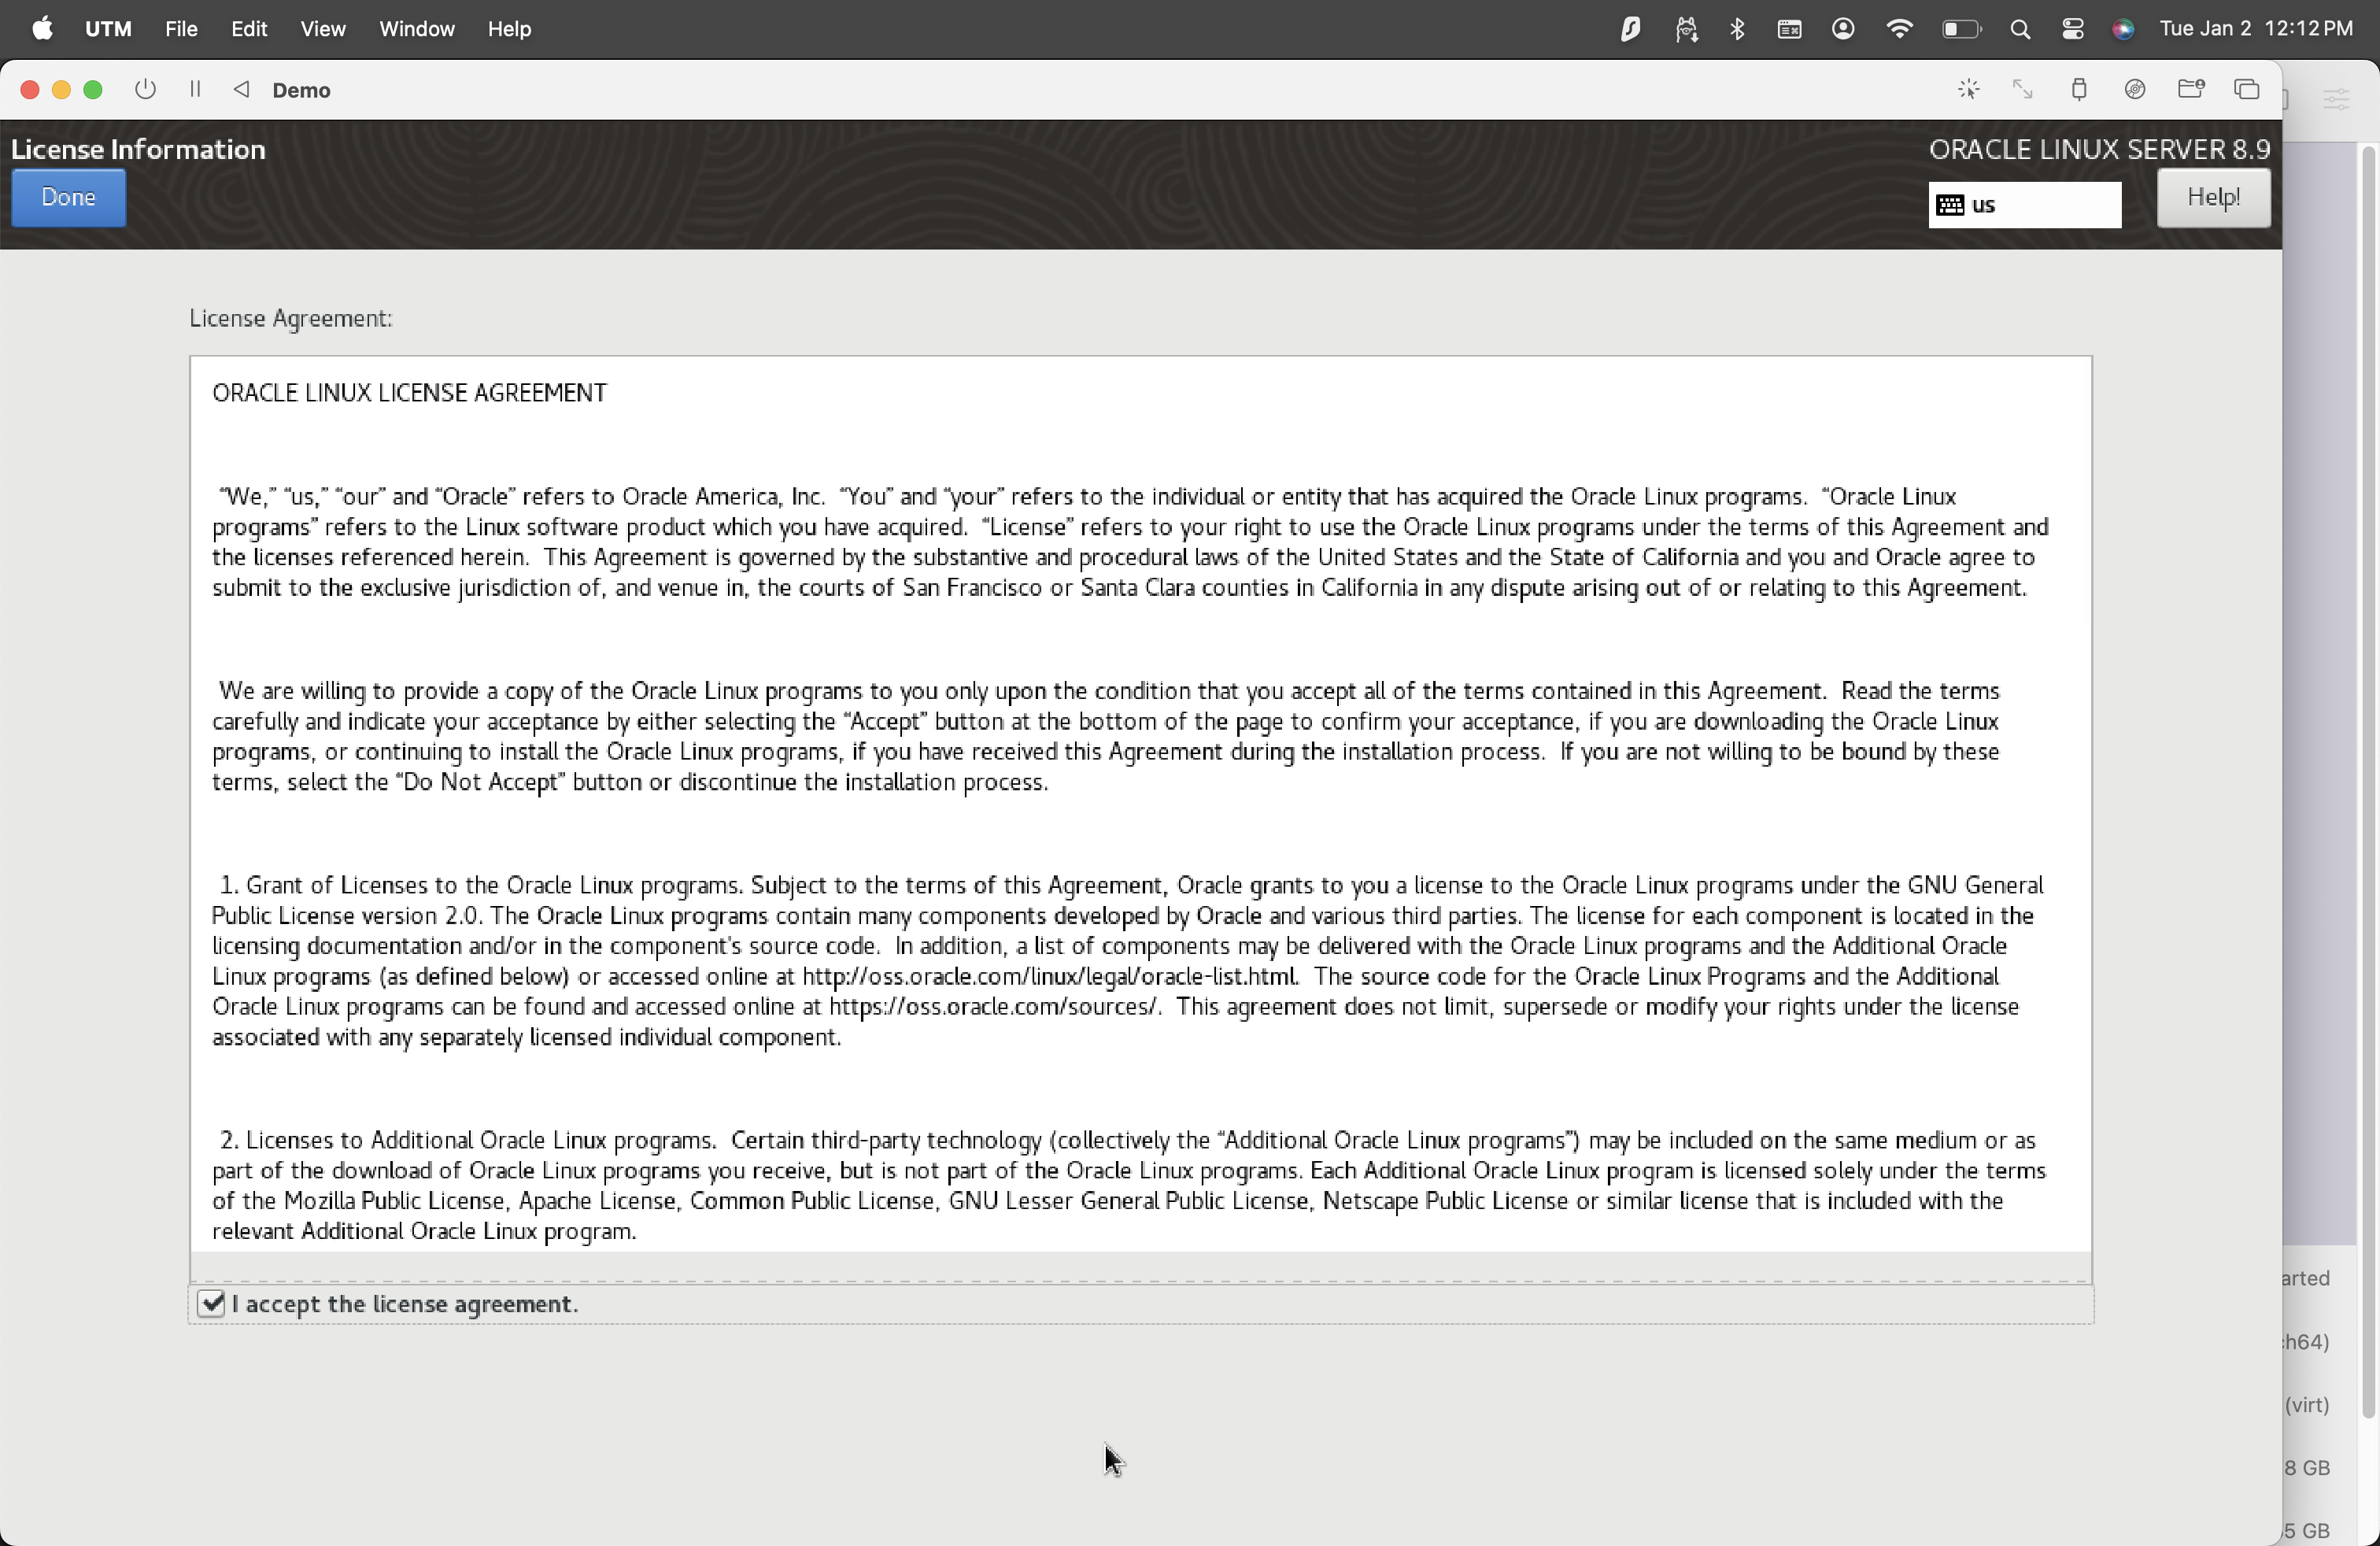 UTM File Edit View Window Help Tue Jan 2 12:12 PM
Demo
License Information
ORACLE LINUX SERVER 8.9
Done
us
Help!
License Agreement:
ORACLE LINUX LICENSE AGREEMENT
“We,” “us,” “our” and “Oracle” refers to Oracle America, Inc.  “You” and “your” refers to the individual or entity that has acquired the Oracle Linux programs.  “Oracle Linux
programs” refers to the Linux software product which you have acquired.  “License” refers to your right to use the Oracle Linux programs under the terms of this Agreement and
the licenses referenced herein.  This Agreement is governed by the substantive and procedural laws of the United States and the State of California and you and Oracle agree to
submit to the exclusive jurisdiction of, and venue in, the courts of San Francisco or Santa Clara counties in California in any dispute arising out of or relating to this Agreement.
We are willing to provide a copy of the Oracle Linux programs to you only upon the condition that you accept all of the terms contained in this Agreement.  Read the terms
carefully and indicate your acceptance by either selecting the “Accept” button at the bottom of the page to confirm your acceptance, if you are downloading the Oracle Linux
programs, or continuing to install the Oracle Linux programs, if you have received this Agreement during the installation process.  If you are not willing to be bound by these
terms, select the “Do Not Accept” button or discontinue the installation process.
1. Grant of Licenses to the Oracle Linux programs. Subject to the terms of this Agreement, Oracle grants to you a license to the Oracle Linux programs under the GNU General
Public License version 2.0. The Oracle Linux programs contain many components developed by Oracle and various third parties. The license for each component is located in the
licensing documentation and/or in the component's source code.  In addition, a list of components may be delivered with the Oracle Linux programs and the Additional Oracle
Linux programs (as defined below) or accessed online at http://oss.oracle.com/linux/legal/oracle-list.html.  The source code for the Oracle Linux Programs and the Additional
Oracle Linux programs can be found and accessed online at https://oss.oracle.com/sources/.  This agreement does not limit, supersede or modify your rights under the license
associated with any separately licensed individual component.
2. Licenses to Additional Oracle Linux programs.  Certain third-party technology (collectively the “Additional Oracle Linux programs”) may be included on the same medium or as
part of the download of Oracle Linux programs you receive, but is not part of the Oracle Linux programs. Each Additional Oracle Linux program is licensed solely under the terms
of the Mozilla Public License, Apache License, Common Public License, GNU Lesser General Public License, Netscape Public License or similar license that is included with the
relevant Additional Oracle Linux program.
I accept the license agreement.
arted
ch64)
(virt)
8 GB
5 GB